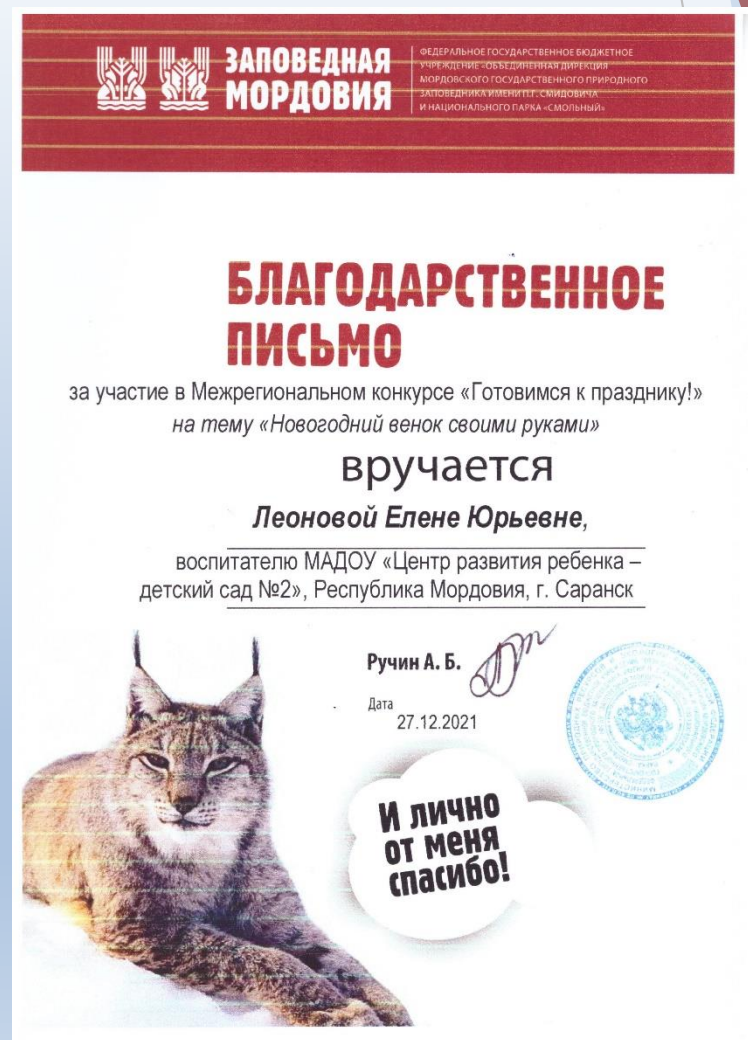 ЗАПОВЕДНАЯ
МОРДОВИЯ
ФЕДЕРАЛЬНОЕ ГОСУДАРСТВЕННОЕ БЮДЖЕТНОЕ
УЧРЕЖДЕНИЕ «ОБЪЕДИНЕННАЯ ДИРЕКЦИЯ
МОРДОВСКОГО ГОСУДАРСТВЕННОГО ПРИРОДНОГО
ЗАПОВЕДНИКА ИМЕНИ П.Г. СМИДОВИЧА
И НАЦИОНАЛЬНОГО ПАРКА «СМОЛЬНЫЙ»
БЛАГОДАРСТВЕННОЕ
ПИСЬМО
за участие в Межрегиональном конкурсе «Готовимся к празднику!»
на тему «Новогодний венок своими руками»
вручается
Леоновой Елене Юрьевне,
воспитателю МАДОУ «Центр развития ребенка –
детский сад №2», Республика Мордовия, г. Саранск
Ручин А. Б.
Дата
27.12.2021
И лично
от меня
спасибо!